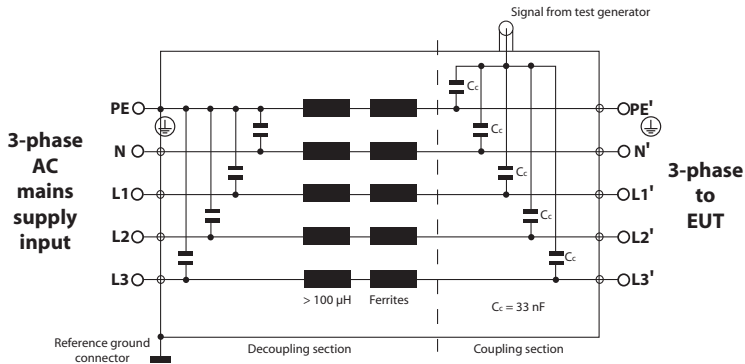 Signal from test generator
Cc
PE
PE'
Cc
3-phase
AC
mains
supply
input
N
N'
3-phase
to
EUT
Cc
L1
L1'
Cc
L2
L2'
Cc
L3
L3'
> 100 µH
Ferrites
Cc = 33 nF
Reference ground
connector
Decoupling section
Coupling section